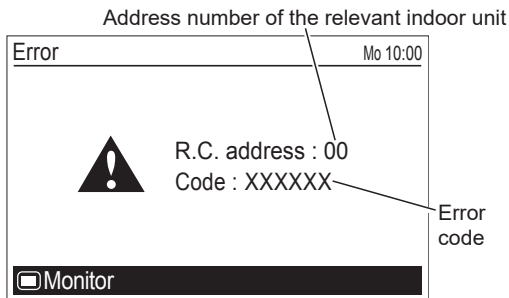 Address number of the relevant indoor unit
Error Mo 10:00
R.C. address : 00
Code : XXXXXX
Error
code
Monitor